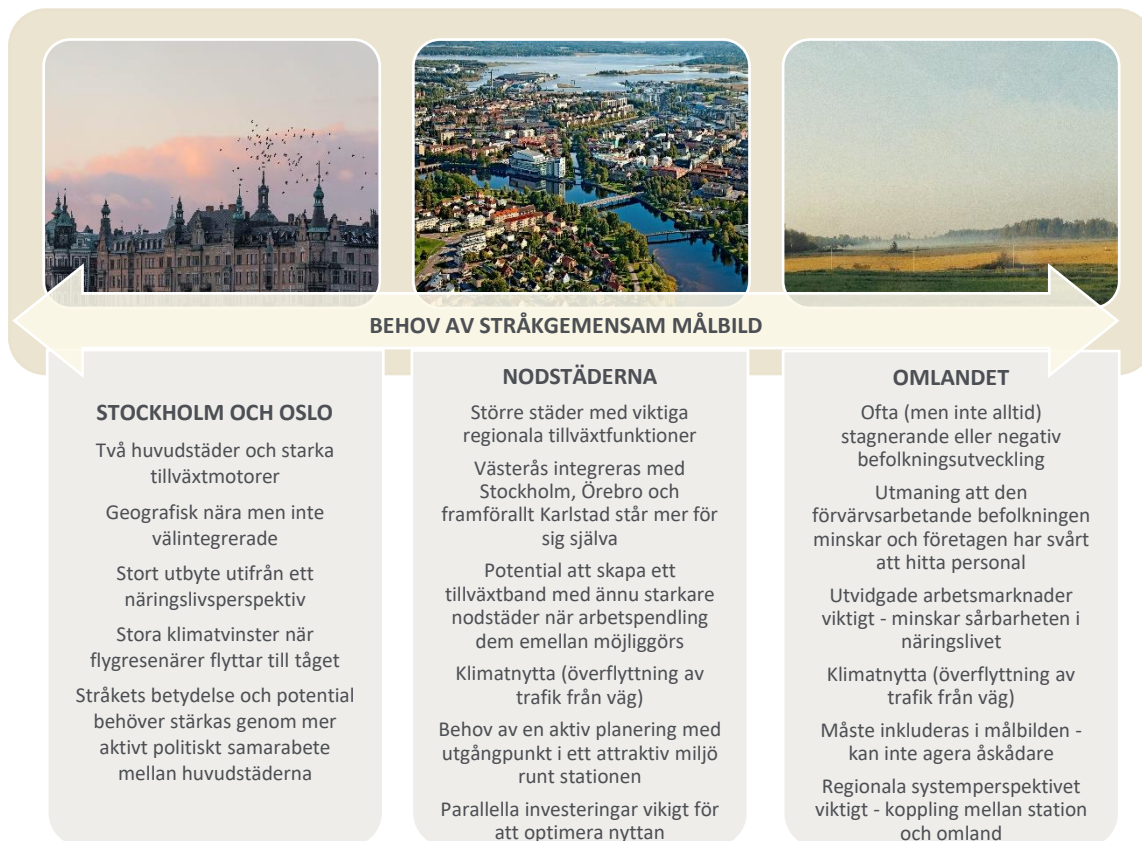 BEHOV AV STRÅKGEMENSAM MÅLBILD
STOCKHOLM OCH OSLO
Två huvudstäder och starka
tillväxtmotorer
Geografisk nära men inte
välintegrerade
Stort utbyte utifrån ett
näringslivsperspektiv
Stora klimatvinster när
flygresenärer flyttar till tåget
Stråkets betydelse och potential
behöver stärkas genom mer
aktivt politiskt samarabete
mellan huvudstäderna
NODSTÄDERNA
Större städer med viktiga
regionala tillväxtfunktioner
Västerås integreras med
Stockholm, Örebro och
framförallt Karlstad står mer för
sig själva
Potential att skapa ett
tillväxtband med ännu starkare
nodstäder när arbetspendling
dem emellan möjliggörs
Klimatnytta (överflyttning av
trafik från väg)
Behov av en aktiv planering med
utgångpunkt i ett attraktiv miljö
runt stationen
Parallella investeringar vikigt för
att optimera nyttan
OMLANDET
Ofta (men inte alltid)
stagnerande eller negativ
befolkningsutveckling
Utmaning att den
förvärvsarbetande befolkningen
minskar och företagen har svårt
att hitta personal
Utvidgade arbetsmarknader
viktigt - minskar sårbarheten i
näringslivet
Klimatnytta (överflyttning av
trafik från väg)
Måste inkluderas i målbilden -
kan inte agera åskådare
Regionala systemperspektivet
viktigt - koppling mellan station
och omland